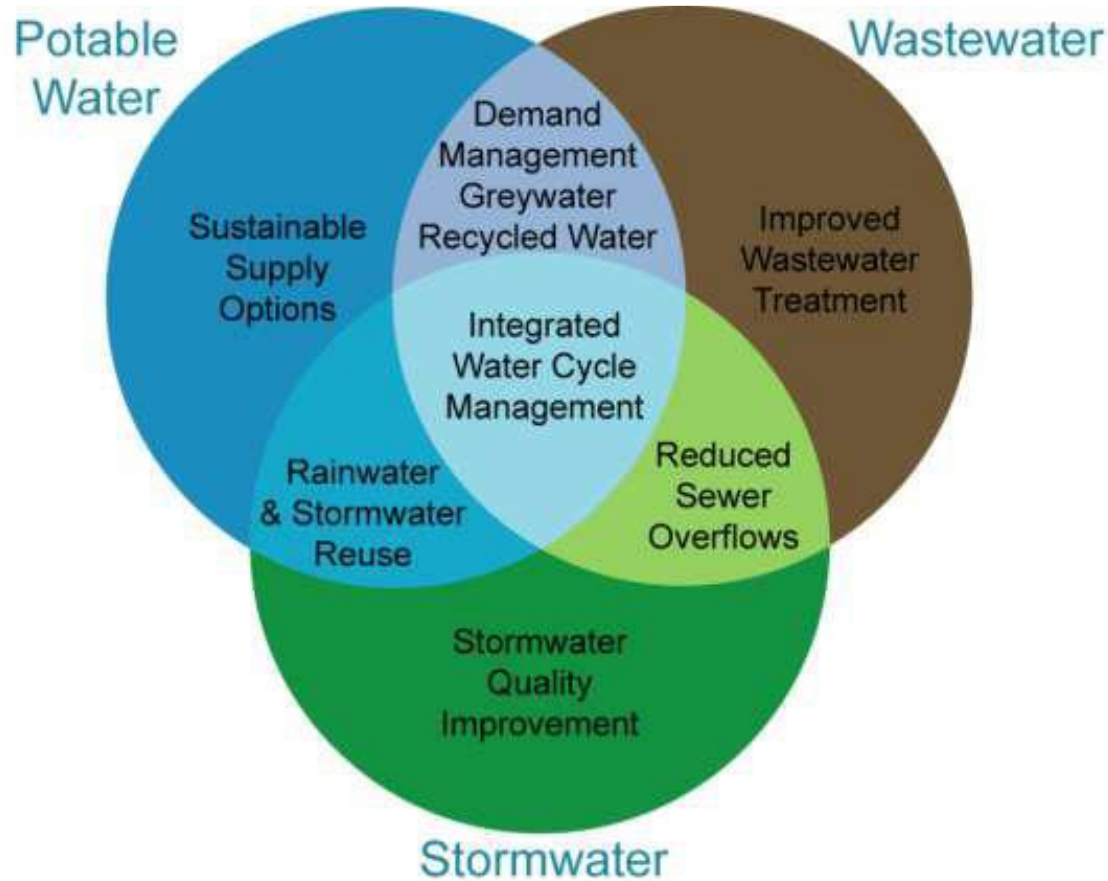 Potable
Water
Wastewater
Demand
Management
Greywater
Recycled Water
Sustainable
Supply
Options
Improved
Wastewater
Treatment
Integrated
Water Cycle
Management
Rainwater
& Stormwater
Reuse
Reduced
Sewer
Overflows
Stormwater
Quality
Improvement
Stormwater